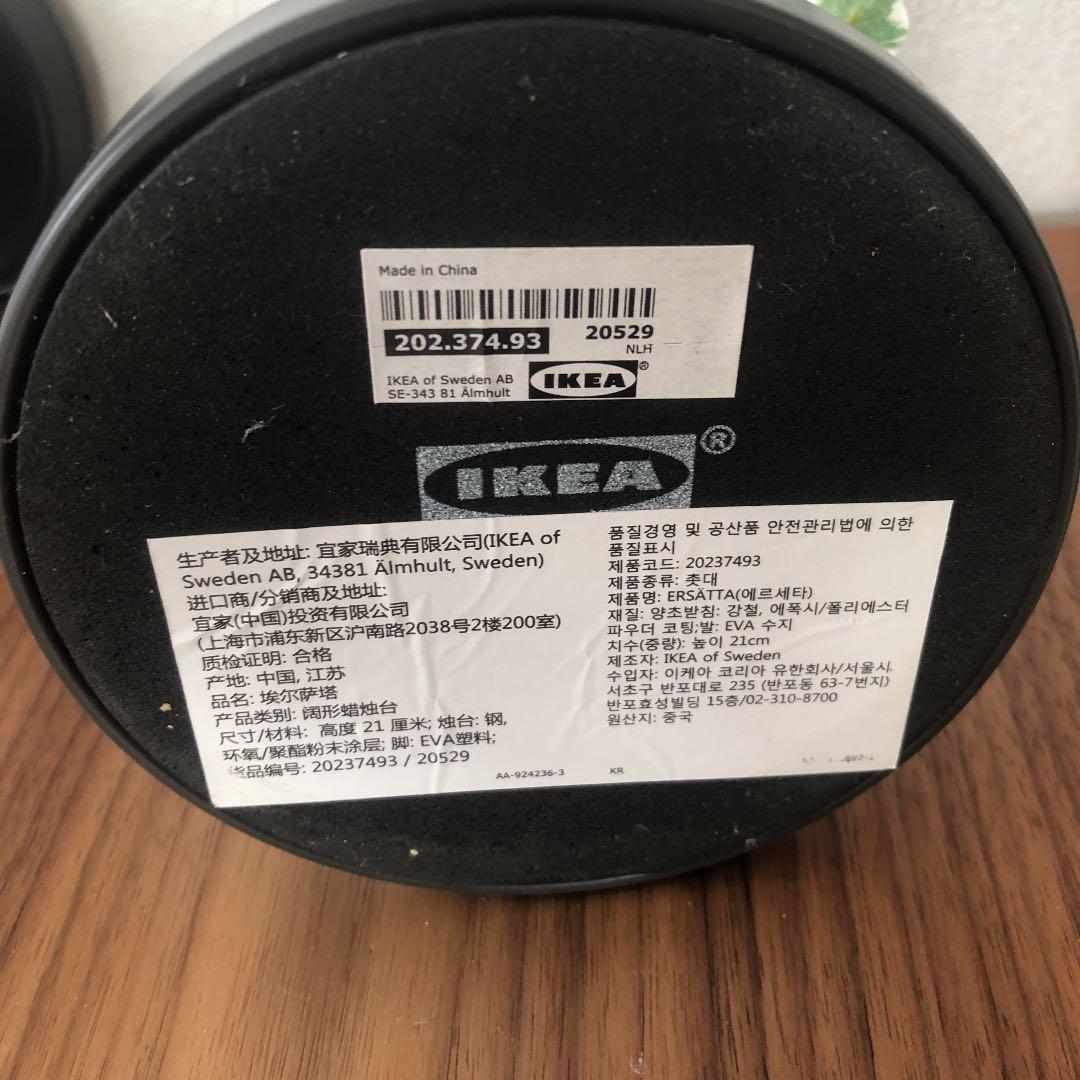 Made in China
202.374.93
20529
NLH
IKEA of Sweden AB
SE-343 81 Älmhult
IKEA®
IKEA®
生产者及地址: 宜家瑞典有限公司(IKEA of
Sweden AB, 34381 Älmhult, Sweden)
进口商/分销商及地址:
宜家(中国)投资有限公司
(上海市浦东新区沪南路2038号2楼200室)
质检证明: 合格
产地: 中国, 江苏
品名: 埃尔萨塔
产品类别: 阔形蜡烛台
尺寸/材料: 高度 21 厘米; 烛台: 钢,
环氧/聚酯粉末涂层; 脚: EVA塑料;
货品编号: 20237493 / 20529
AA-924236-3
품질경영 및 공산품 안전관리법에 의한
품질표시
제품코드: 20237493
제품종류: 촛대
제품명: ERSÄTTA(에르세타)
재질: 양초받침: 강철, 에폭시/폴리에스터
파우더 코팅;발: EVA 수지
치수(중량): 높이 21cm
제조자: IKEA of Sweden
수입자: 이케아 코리아 유한회사/서울시,
서초구 반포대로 235 (반포동 63-7번지)
반포효성빌딩 15층/02-310-8700
원산지: 중국
KR